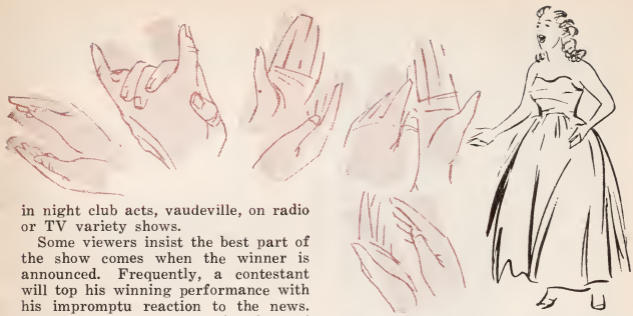 in night club acts, vaudeville, on radio
or TV variety shows.
Some viewers insist the best part of
the show comes when the winner is
announced. Frequently, a contestant
will top his winning performance with
his impromptu reaction to the news.